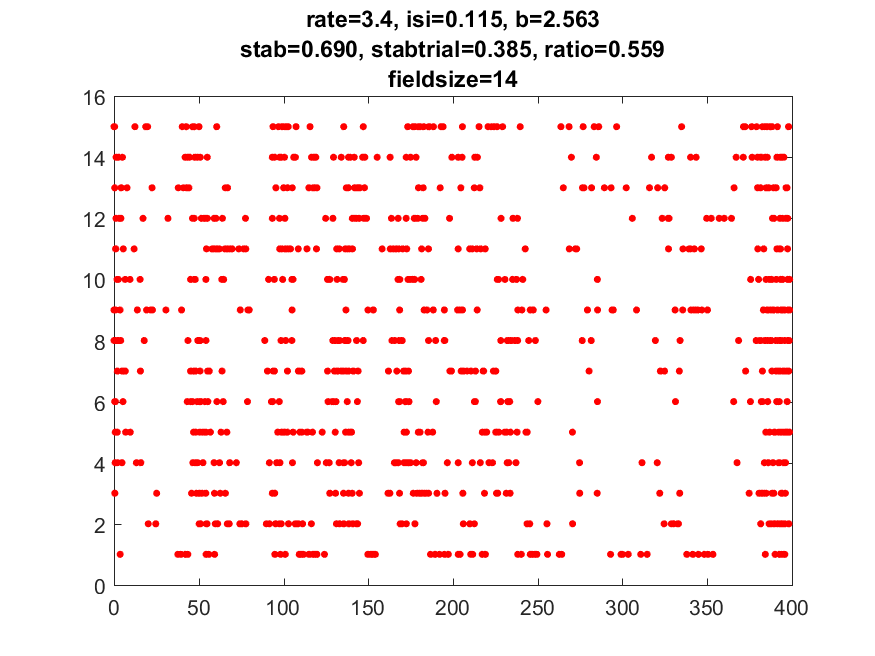 rate=3.4, isi=0.115, b=2.563
stab=0.690, stabtrial=0.385, ratio=0.559
fieldsize=14
16
14
12
10
8
6
4
2
0
0 50 100 150 200 250 300 350 400